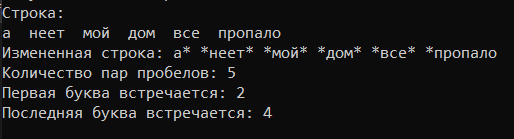 Строка:
а  неет  мой  дом  все  пропало
Измененная строка: а* *неет* *мой* *дом* *все* *пропало
Количество пар пробелов: 5
Первая буква встречается: 2
Последняя буква встречается: 4